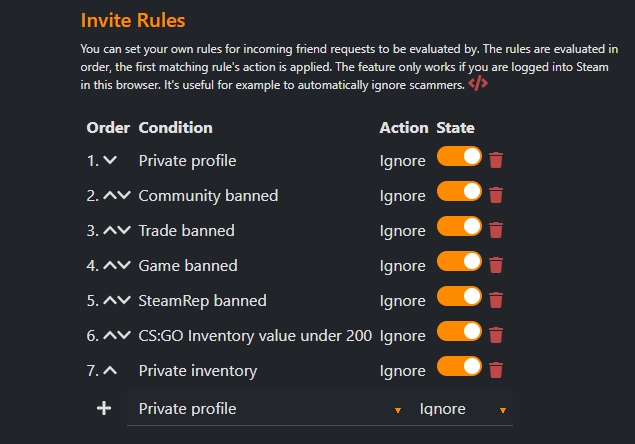 Invite Rules
You can set your own rules for incoming friend requests to be evaluated by. The rules are evaluated in
order, the first matching rule's action is applied. The feature only works if you are logged into Steam
in this browser. It's useful for example to automatically ignore scammers. </>
Order Condition Action State
1. Private profile Ignore
2. Community banned Ignore
3. Trade banned Ignore
4. Game banned Ignore
5. SteamRep banned Ignore
6. CS:GO Inventory value under 200 Ignore
7. Private inventory Ignore
Private profile Ignore